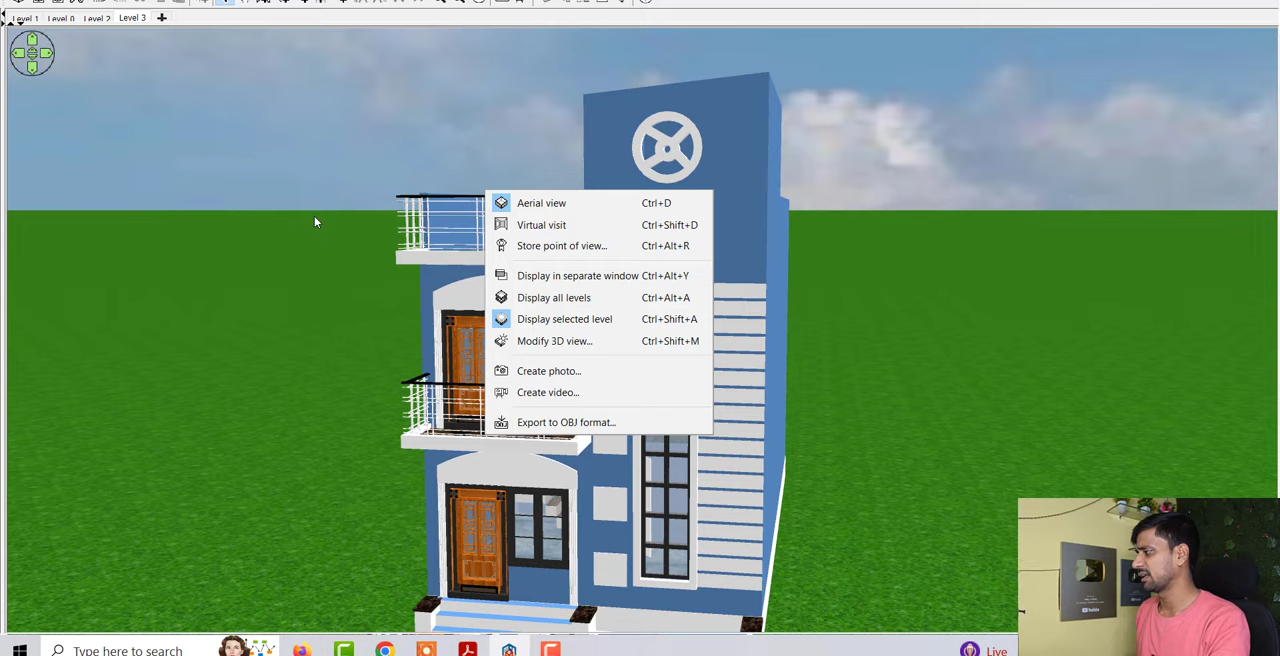 Level 1 Level 0 Level 2 Level 3
Aerial view Ctrl+D
Virtual visit Ctrl+Shift+D
Store point of view... Ctrl+Alt+R
Display in separate window Ctrl+Alt+Y
Display all levels Ctrl+Alt+A
Display selected level Ctrl+Shift+A
Modify 3D view... Ctrl+Shift+M
Create photo...
Create video...
Export to OBJ format...
Type here to search
Live